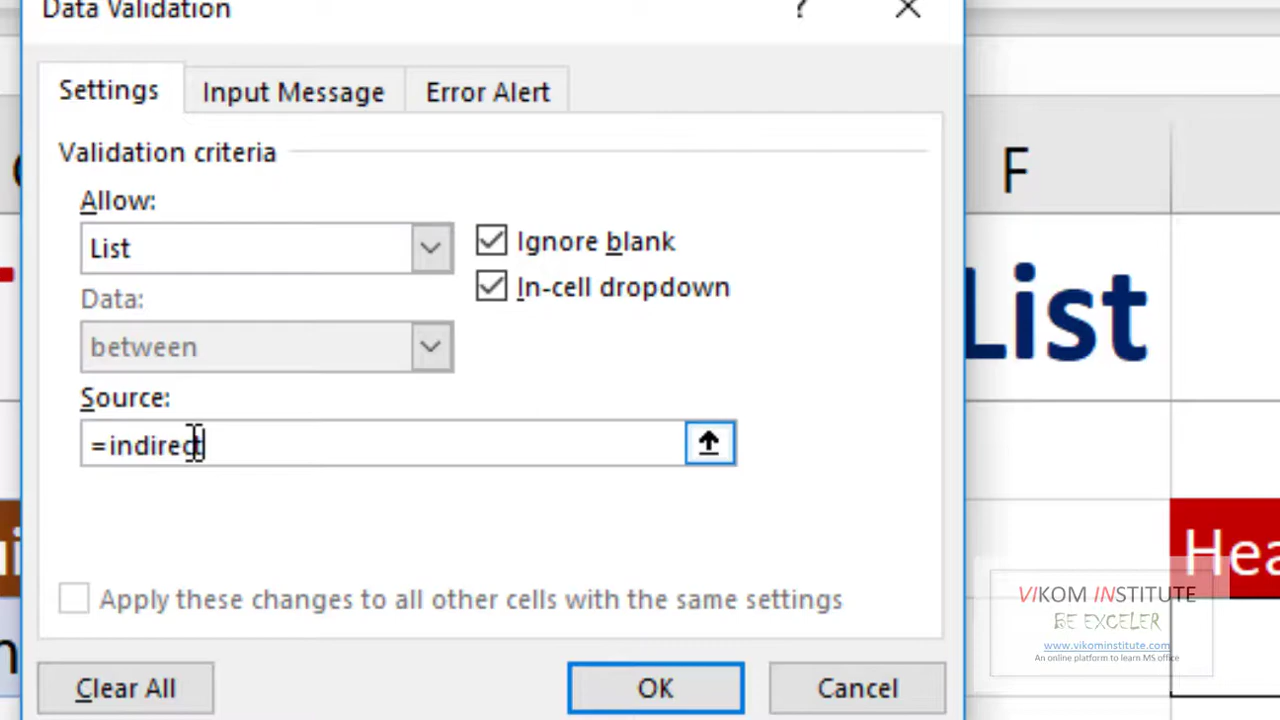 Data Validation
?
Settings
Input Message
Error Alert
Validation criteria
F
Allow:
List
Ignore blank
In-cell dropdown
List
Data:
between
Source:
=indirect
Hea
Apply these changes to all other cells with the same settings
VIKOM INSTITUTE
BE EXCELER
www.vikominstitute.com
An online platform to learn MS office
Clear All
OK
Cancel